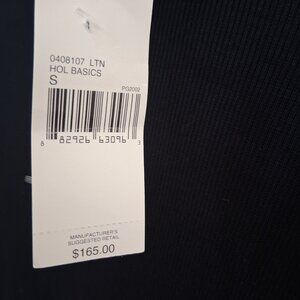 0408107 LTN
HOL BASICS
S
PG2002
8 82926 63096 3
MANUFACTURER'S
SUGGESTED RETAIL
$165.00